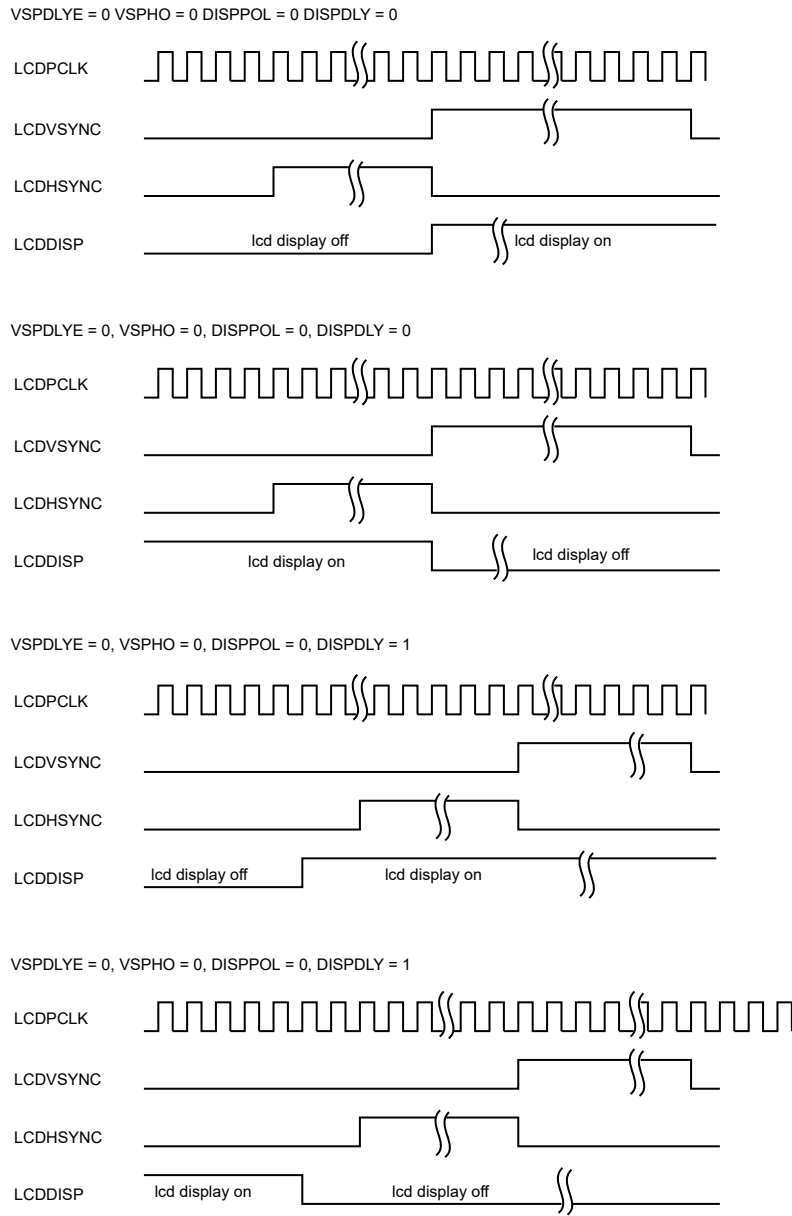 VSPDLYE = 0 VSPHO = 0 DISPPOL = 0 DISPDLY = 0
LCDPCLK
LCDVSYNC
LCDHSYNC
LCDDISP lcd display off lcd display on
VSPDLYE = 0, VSPHO = 0, DISPPOL = 0, DISPDLY = 0
LCDPCLK
LCDVSYNC
LCDHSYNC
LCDDISP lcd display on lcd display off
VSPDLYE = 0, VSPHO = 0, DISPPOL = 0, DISPDLY = 1
LCDPCLK
LCDVSYNC
LCDHSYNC
LCDDISP lcd display off lcd display on
VSPDLYE = 0, VSPHO = 0, DISPPOL = 0, DISPDLY = 1
LCDPCLK
LCDVSYNC
LCDHSYNC
LCDDISP lcd display on lcd display off